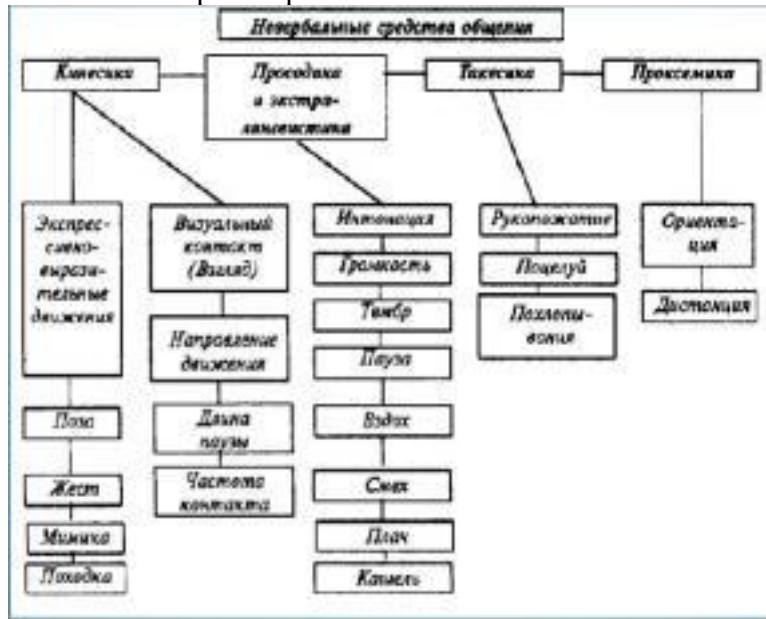 Невербальные средства общения
Кинесика
Просодика
и экстра-
лингвистика
Такесика
Проксемика
Экспрес-
сивно-
вырази-
тельные
движения
Поза
Жест
Мимика
Походка
Визуальный
контакт
(Взгляд)
Направление
движения
Длина
паузы
Частота
контакта
Интонация
Громкость
Тембр
Пауза
Вздох
Смех
Плач
Кашель
Рукопожатие
Поцелуй
Похлопы-
вания
Ориента-
ция
Дистанция